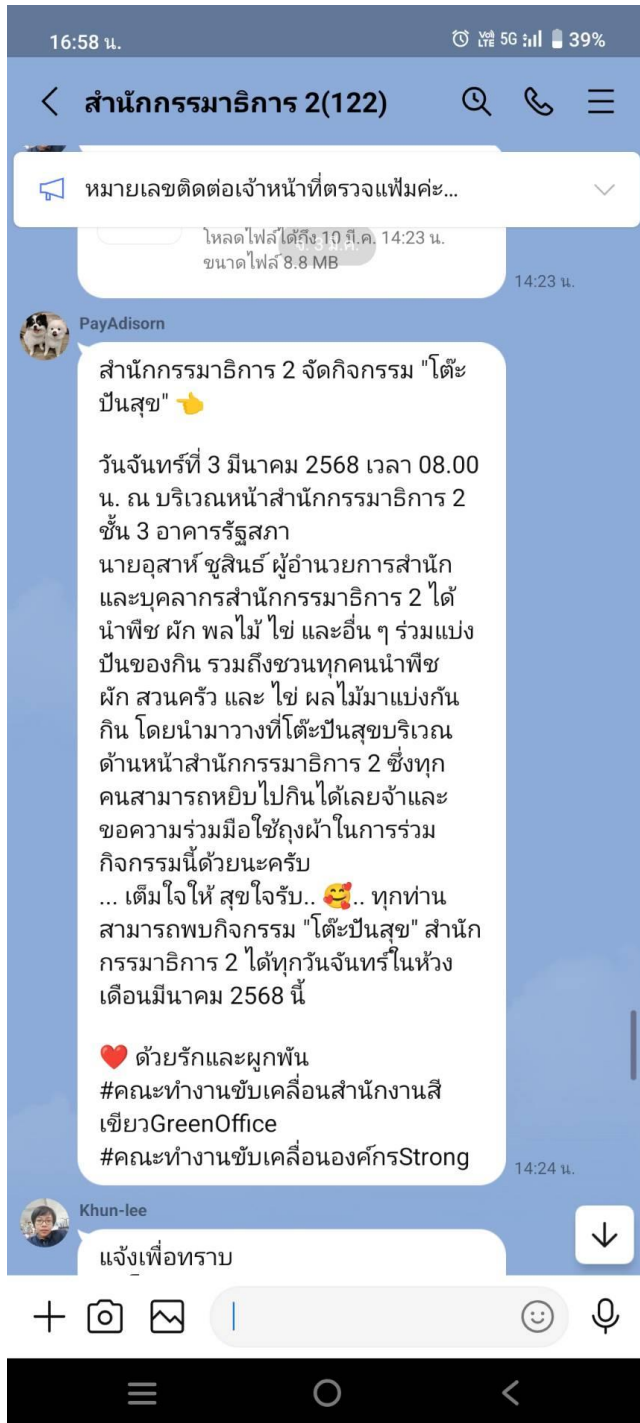 16:58 น.
VoI LTE 5G 39%
สำนักกรรมาธิการ 2(122)
หมายเลขติดต่อเจ้าหน้าที่ตรวจแฟ้มค่ะ...
โหลดไฟล์ได้ถึง 10 มี.ค. 14:23 น.
จ. 3 มี.ค.
ขนาดไฟล์ 8.8 MB
14:23 น.
PayAdisorn
สำนักกรรมาธิการ 2 จัดกิจกรรม "โต๊ะ
ปันสุข" 👈
วันจันทร์ที่ 3 มีนาคม 2568 เวลา 08.00
น. ณ บริเวณหน้าสำนักกรรมาธิการ 2
ชั้น 3 อาคารรัฐสภา
นายอุสาห์ ชูสินธ์ ผู้อำนวยการสำนัก
และบุคลากรสำนักกรรมาธิการ 2 ได้
นำพืช ผัก พลไม้ ไข่ และอื่น ๆ ร่วมแบ่ง
ปันของกิน รวมถึงชวนทุกคนนำพืช
ผัก สวนครัว และ ไข่ ผลไม้มาแบ่งกัน
กิน โดยนำมาวางที่โต๊ะปันสุขบริเวณ
ด้านหน้าสำนักกรรมาธิการ 2 ซึ่งทุก
คนสามารถหยิบไปกินได้เลยจ้าและ
ขอความร่วมมือใช้ถุงผ้าในการร่วม
กิจกรรมนี้ด้วยนะครับ
... เต็มใจให้ สุขใจรับ.. 🥰.. ทุกท่าน
สามารถพบกิจกรรม "โต๊ะปันสุข" สำนัก
กรรมาธิการ 2 ได้ทุกวันจันทร์ในห้วง
เดือนมีนาคม 2568 นี้
❤️ ด้วยรักและผูกพัน
#คณะทำงานขับเคลื่อนสำนักงานสี
เขียวGreenOffice
#คณะทำงานขับเคลื่อนองค์กรStrong
14:24 น.
Khun-lee
แจ้งเพื่อทราบ